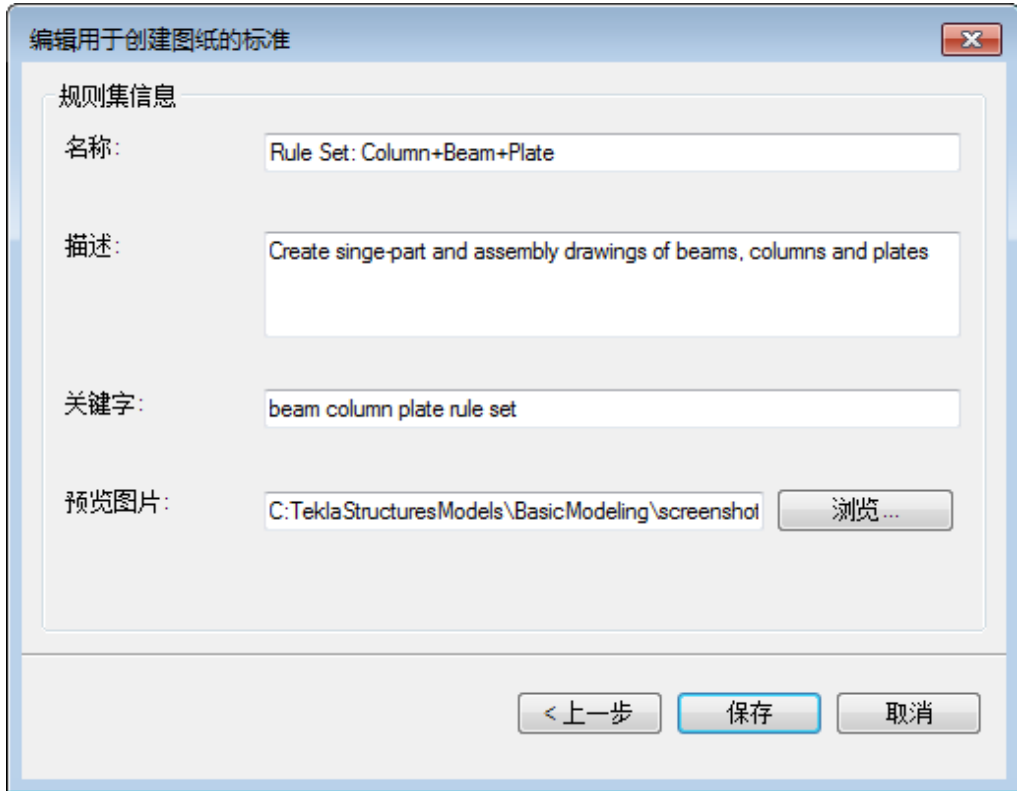 编辑用于创建图纸的标准
规则集信息
名称:
Rule Set: Column+Beam+Plate
描述:
Create singe-part and assembly drawings of beams, columns and plates
关键字:
beam column plate rule set
预览图片:
C:TeklaStructuresModels\BasicModeling\screenshot
浏览...
<上一步
保存
取消